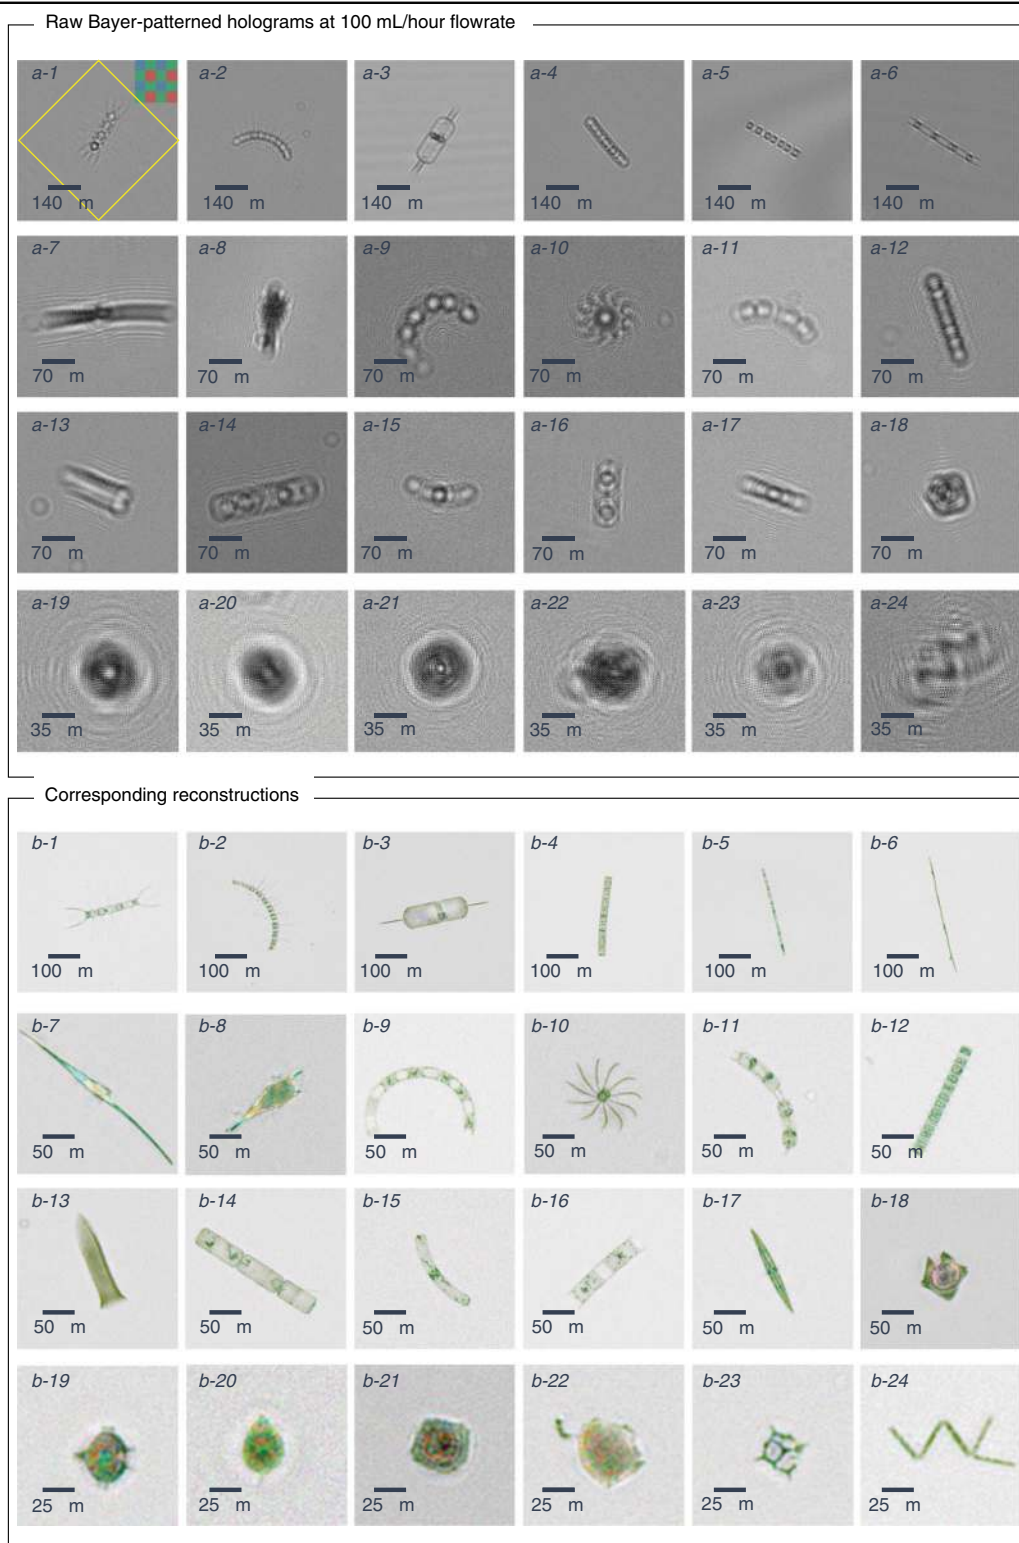 Raw Bayer-patterned holograms at 100 mL/hour flowrate
a-1 a-2 a-3 a-4 a-5 a-6
140 m 140 m 140 m 140 m 140 m 140 m
a-7 a-8 a-9 a-10 a-11 a-12
70 m 70 m 70 m 70 m 70 m 70 m
a-13 a-14 a-15 a-16 a-17 a-18
70 m 70 m 70 m 70 m 70 m 70 m
a-19 a-20 a-21 a-22 a-23 a-24
35 m 35 m 35 m 35 m 35 m 35 m
Corresponding reconstructions
b-1 b-2 b-3 b-4 b-5 b-6
100 m 100 m 100 m 100 m 100 m 100 m
b-7 b-8 b-9 b-10 b-11 b-12
50 m 50 m 50 m 50 m 50 m 50 m
b-13 b-14 b-15 b-16 b-17 b-18
50 m 50 m 50 m 50 m 50 m 50 m
b-19 b-20 b-21 b-22 b-23 b-24
25 m 25 m 25 m 25 m 25 m 25 m